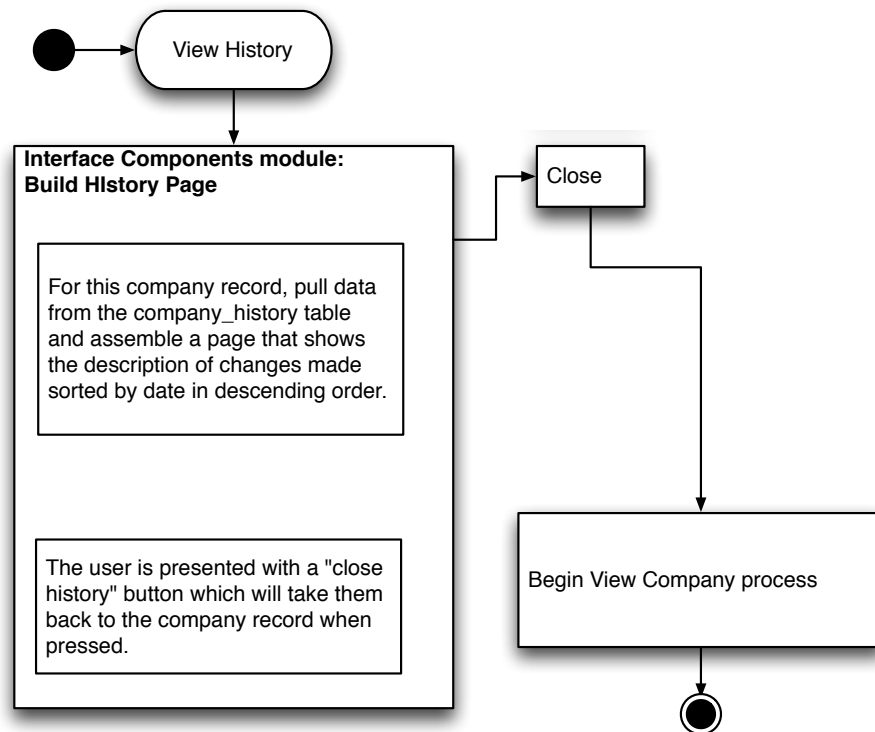 View History
Interface Components module:
Build HIstory Page
For this company record, pull data
from the company_history table
and assemble a page that shows
the description of changes made
sorted by date in descending order.
The user is presented with a "close
history" button which will take them
back to the company record when
pressed.
Close
Begin View Company process